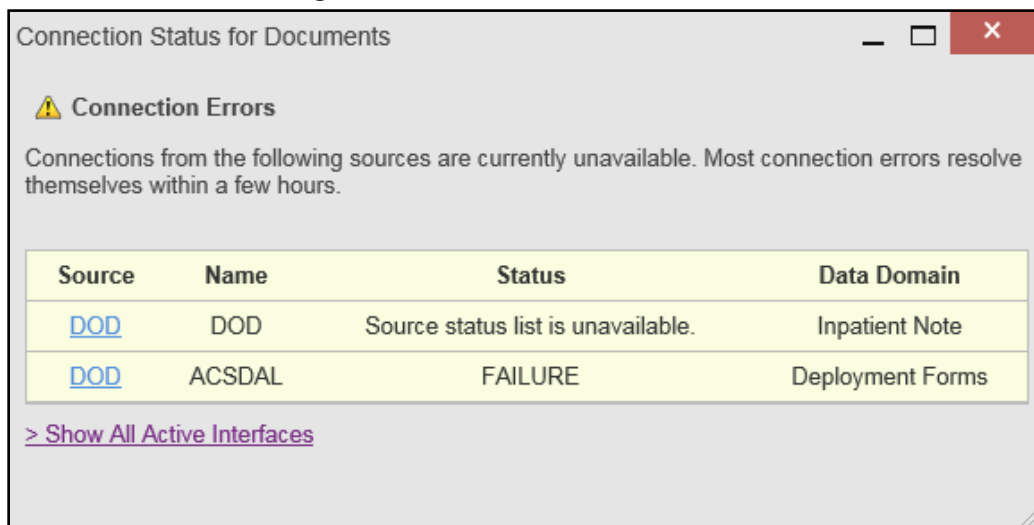 Connection Status for Documents
Connection Errors
Connections from the following sources are currently unavailable. Most connection errors resolve
themselves within a few hours.
Source Name Status Data Domain
DOD DOD Source status list is unavailable. Inpatient Note
DOD ACSDAL FAILURE Deployment Forms
> Show All Active Interfaces